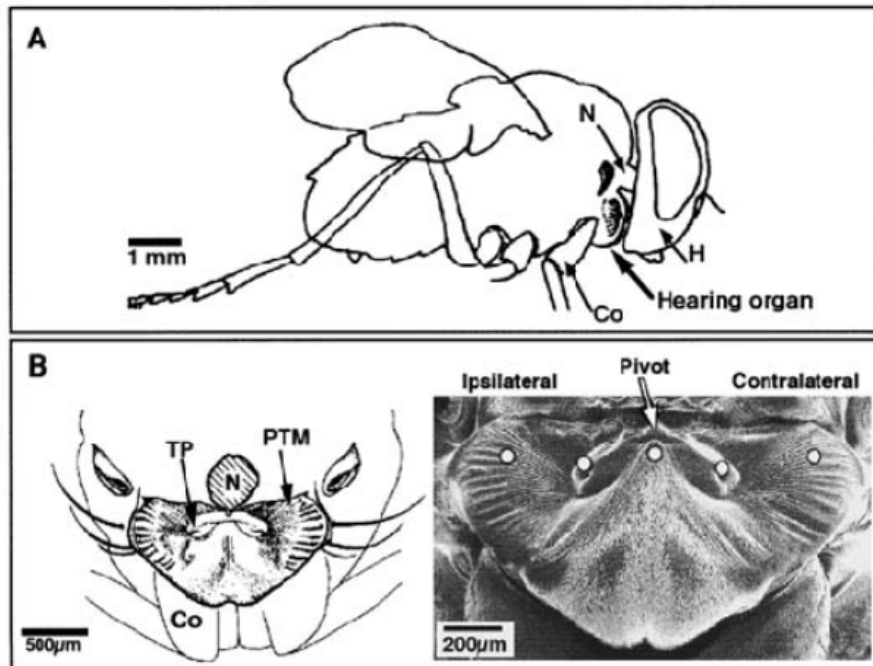 A
N
1 mm
H
Hearing organ
Co
B
Pivot
Ipsilateral
Contralateral
TP
PTM
N
Co
500µm
200µm